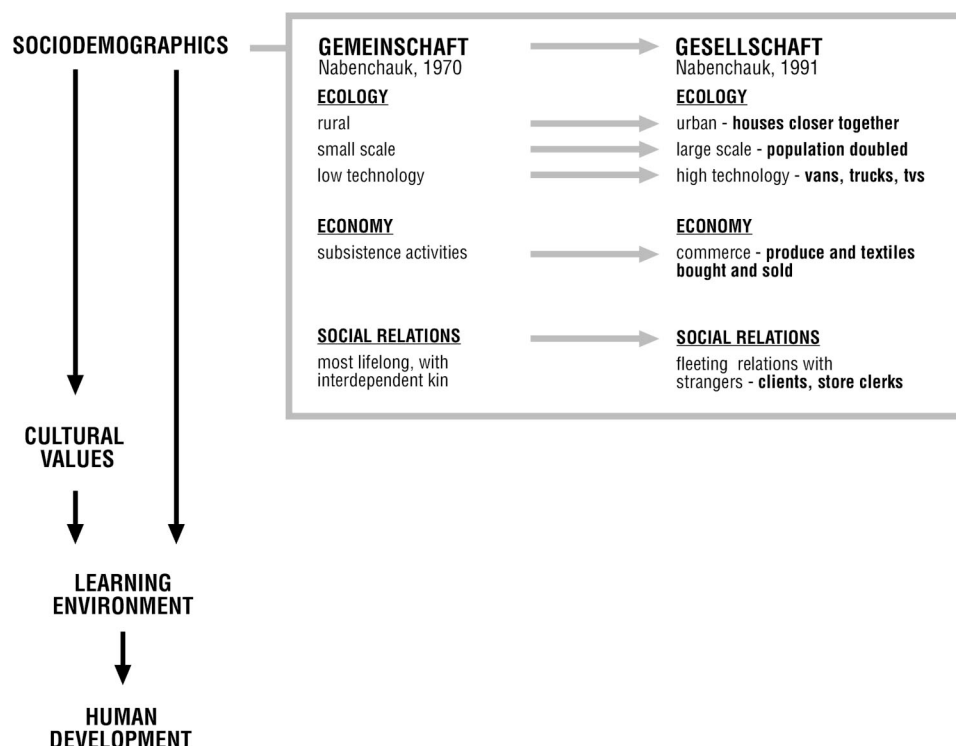 SOCIODEMOGRAPHICS
GEMEINSCHAFT
Nabenchauk, 1970
GESELLSCHAFT
Nabenchauk, 1991
ECOLOGY
ECOLOGY
rural
urban - houses closer together
small scale
large scale - population doubled
low technology
high technology - vans, trucks, tvs
ECONOMY
ECONOMY
subsistence activities
commerce - produce and textiles
bought and sold
SOCIAL RELATIONS
SOCIAL RELATIONS
most lifelong, with
interdependent kin
fleeting relations with
strangers - clients, store clerks
CULTURAL
VALUES
LEARNING
ENVIRONMENT
HUMAN
DEVELOPMENT